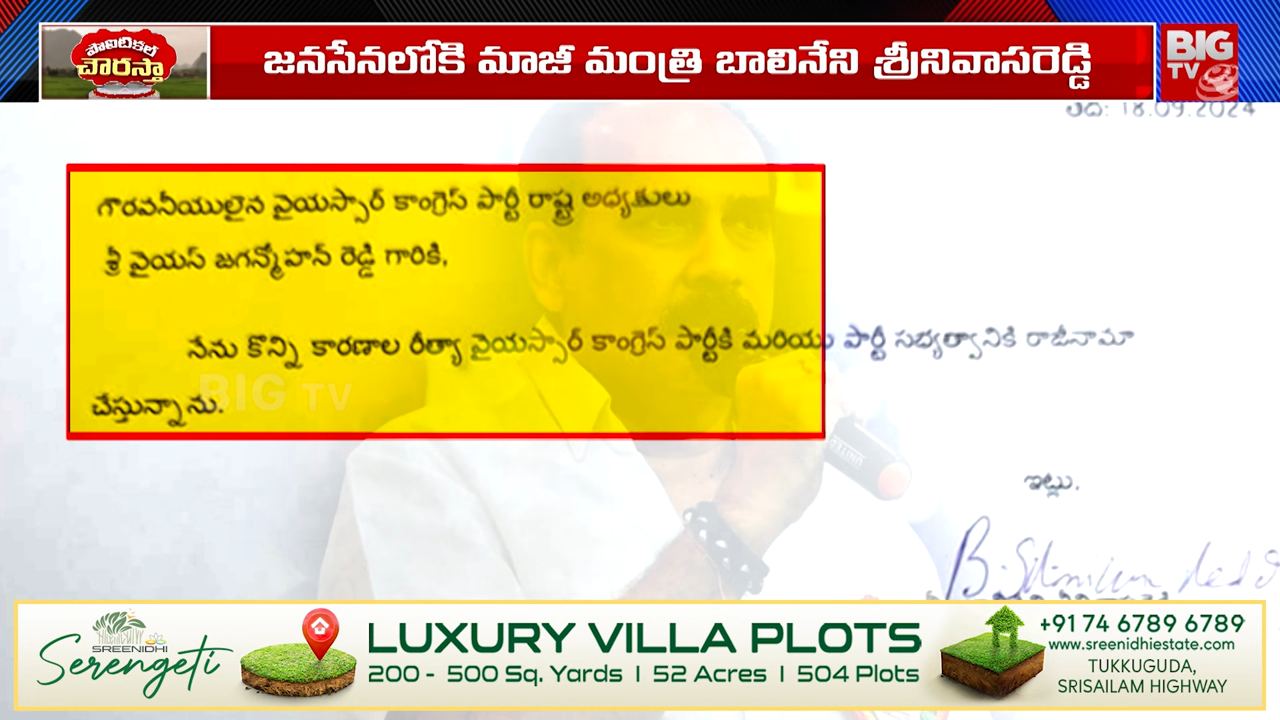 పొలిటికల్
చౌరస్తా
జనసేనలోకి మాజీ మంత్రి బాలినేని శ్రీనివాసరెడ్డి
BIG
TV
తేది: 18.09.2024
గౌరవనీయులైన వైయస్సార్ కాంగ్రెస్ పార్టీ రాష్ట్ర అధ్యకులు
శ్రీ వైయస్ జగన్మోహన్ రెడ్డి గారికి,
నేను కొన్ని కారణాల రీత్యా వైయస్సార్ కాంగ్రెస్ పార్టీకి మరియు పార్టీ సభ్యత్వానికి రాజీనామా
చేస్తున్నాను.
BIG TV
ఇట్లు.
SREENIDHI
Serengeti
LUXURY VILLA PLOTS
200 - 500 Sq. Yards I 52 Acres I 504 Plots
+91 74 6789 6789
www.sreenidhiestate.com
TUKKUGUDA,
SRISAILAM HIGHWAY